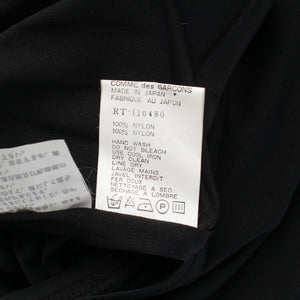 COMME des GARCONS
MADE IN JAPAN
FABRIQUE AU JAPON
RT-110480
100% NYLON
100% NYLON
HAND WASH
DO NOT BLEACH
USE COOL IRON
DRY CLEAN
LINE DRY
LAVAGE MAINS
JAVEL INTERDIT
FER DOUX
NETTOYAGE A SEC
SECHAGE A L'OMBRE